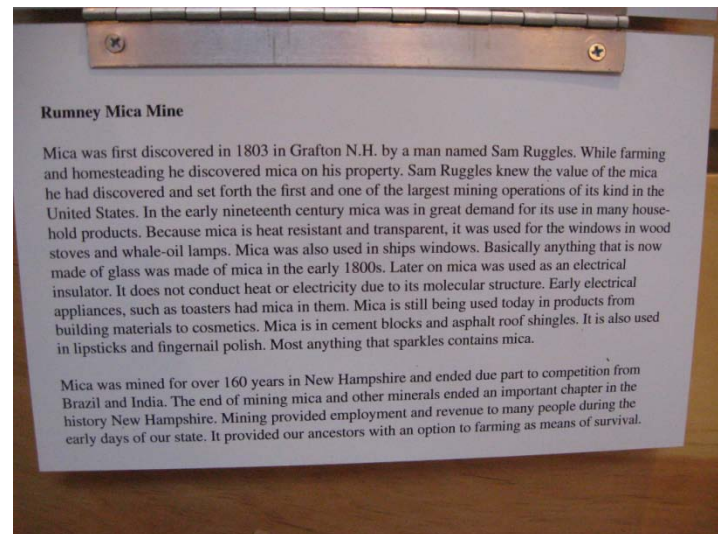 Rumney Mica Mine
Mica was first discovered in 1803 in Grafton N.H. by a man named Sam Ruggles. While farming
and homesteading he discovered mica on his property. Sam Ruggles knew the value of the mica
he had discovered and set forth the first and one of the largest mining operations of its kind in the
United States. In the early nineteenth century mica was in great demand for its use in many house-
hold products. Because mica is heat resistant and transparent, it was used for the windows in wood
stoves and whale-oil lamps. Mica was also used in ships windows. Basically anything that is now
made of glass was made of mica in the early 1800s. Later on mica was used as an electrical
insulator. It does not conduct heat or electricity due to its molecular structure. Early electrical
appliances, such as toasters had mica in them. Mica is still being used today in products from
building materials to cosmetics. Mica is in cement blocks and asphalt roof shingles. It is also used
in lipsticks and fingernail polish. Most anything that sparkles contains mica.
Mica was mined for over 160 years in New Hampshire and ended due part to competition from
Brazil and India. The end of mining mica and other minerals ended an important chapter in the
history New Hampshire. Mining provided employment and revenue to many people during the
early days of our state. It provided our ancestors with an option to farming as means of survival.